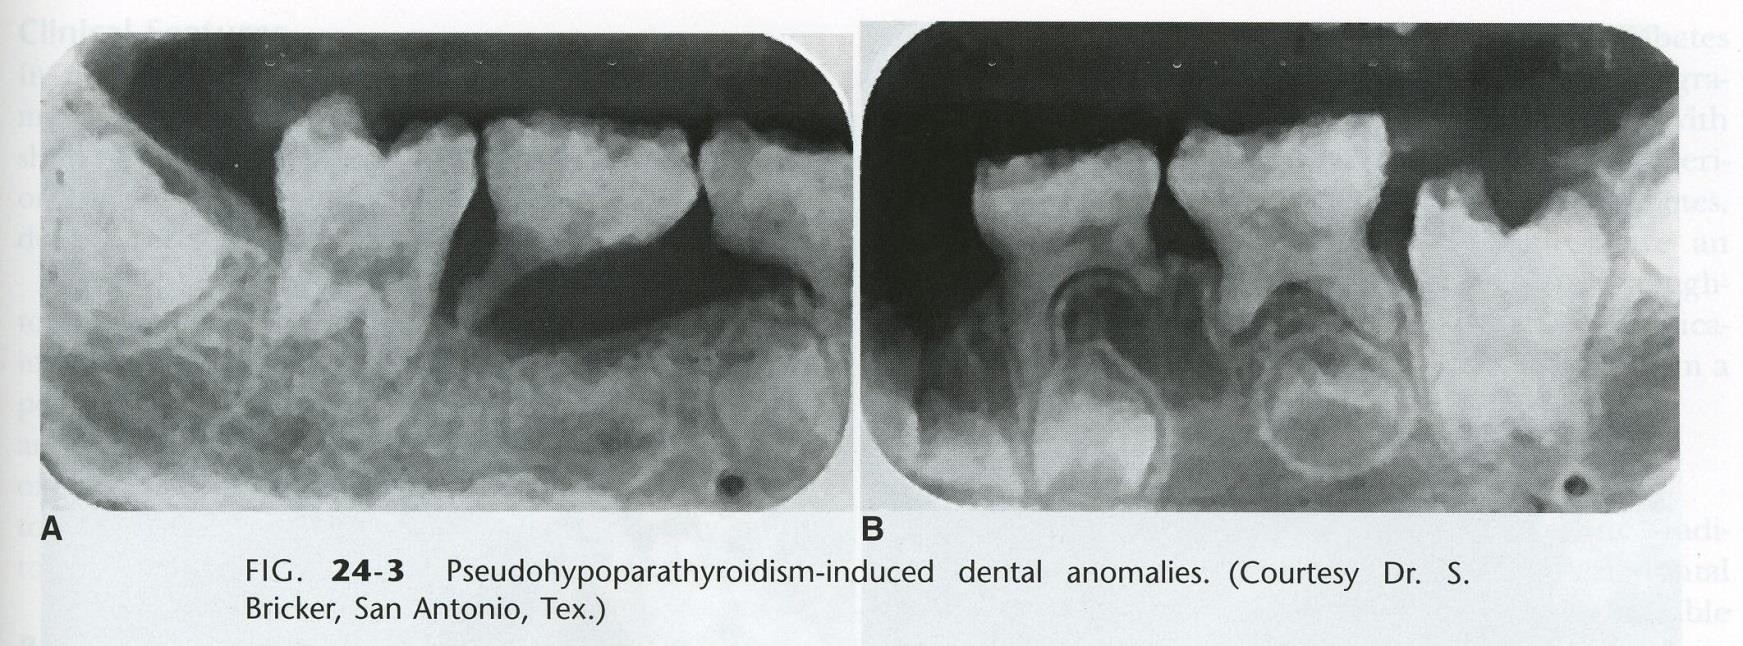 A
B
FIG. 24-3 Pseudohypoparathyroidism-induced dental anomalies. (Courtesy Dr. S.
Bricker, San Antonio, Tex.)